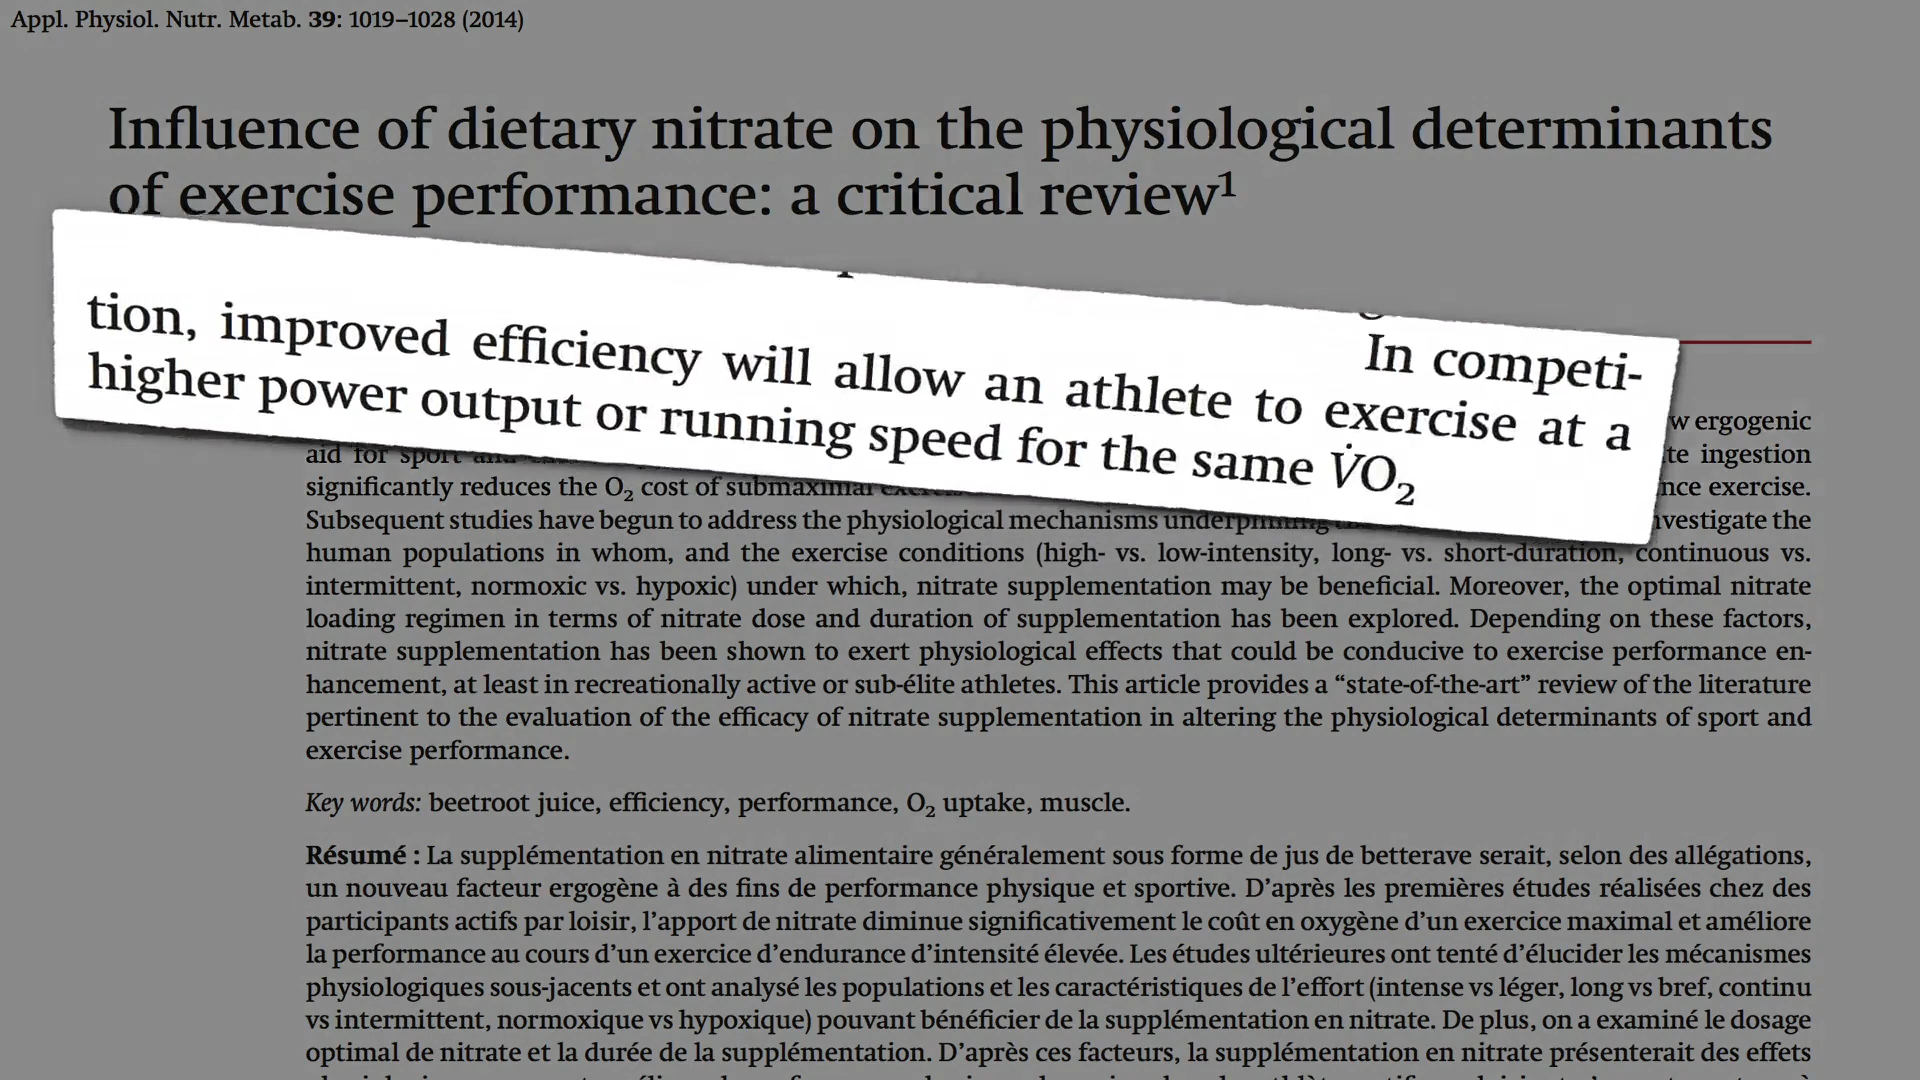 Appl. Physiol. Nutr. Metab. 39: 1019–1028 (2014)
Influence of dietary nitrate on the physiological determinants
of exercise performance: a critical review¹
In competi-
tion, improved efficiency will allow an athlete to exercise at a
higher power output or running speed for the same V̇O₂
ergogenic
aid for sport
ingestion
significantly reduces the O₂ cost of submaximal exercise.
Subsequent studies have begun to address the physiological mechanisms underpinning investigate the
human populations in whom, and the exercise conditions (high- vs. low-intensity, long- vs. short-duration, continuous vs.
intermittent, normoxic vs. hypoxic) under which, nitrate supplementation may be beneficial. Moreover, the optimal nitrate
loading regimen in terms of nitrate dose and duration of supplementation has been explored. Depending on these factors,
nitrate supplementation has been shown to exert physiological effects that could be conducive to exercise performance en-
hancement, at least in recreationally active or sub-élite athletes. This article provides a “state-of-the-art” review of the literature
pertinent to the evaluation of the efficacy of nitrate supplementation in altering the physiological determinants of sport and
exercise performance.
Key words: beetroot juice, efficiency, performance, O₂ uptake, muscle.
Résumé : La supplémentation en nitrate alimentaire généralement sous forme de jus de betterave serait, selon des allégations,
un nouveau facteur ergogène à des fins de performance physique et sportive. D’après les premières études réalisées chez des
participants actifs par loisir, l’apport de nitrate diminue significativement le coût en oxygène d’un exercice maximal et améliore
la performance au cours d’un exercice d’endurance d’intensité élevée. Les études ultérieures ont tenté d’élucider les mécanismes
physiologiques sous-jacents et ont analysé les populations et les caractéristiques de l’effort (intense vs léger, long vs bref, continu
vs intermittent, normoxique vs hypoxique) pouvant bénéficier de la supplémentation en nitrate. De plus, on a examiné le dosage
optimal de nitrate et la durée de la supplémentation. D’après ces facteurs, la supplémentation en nitrate présenterait des effets